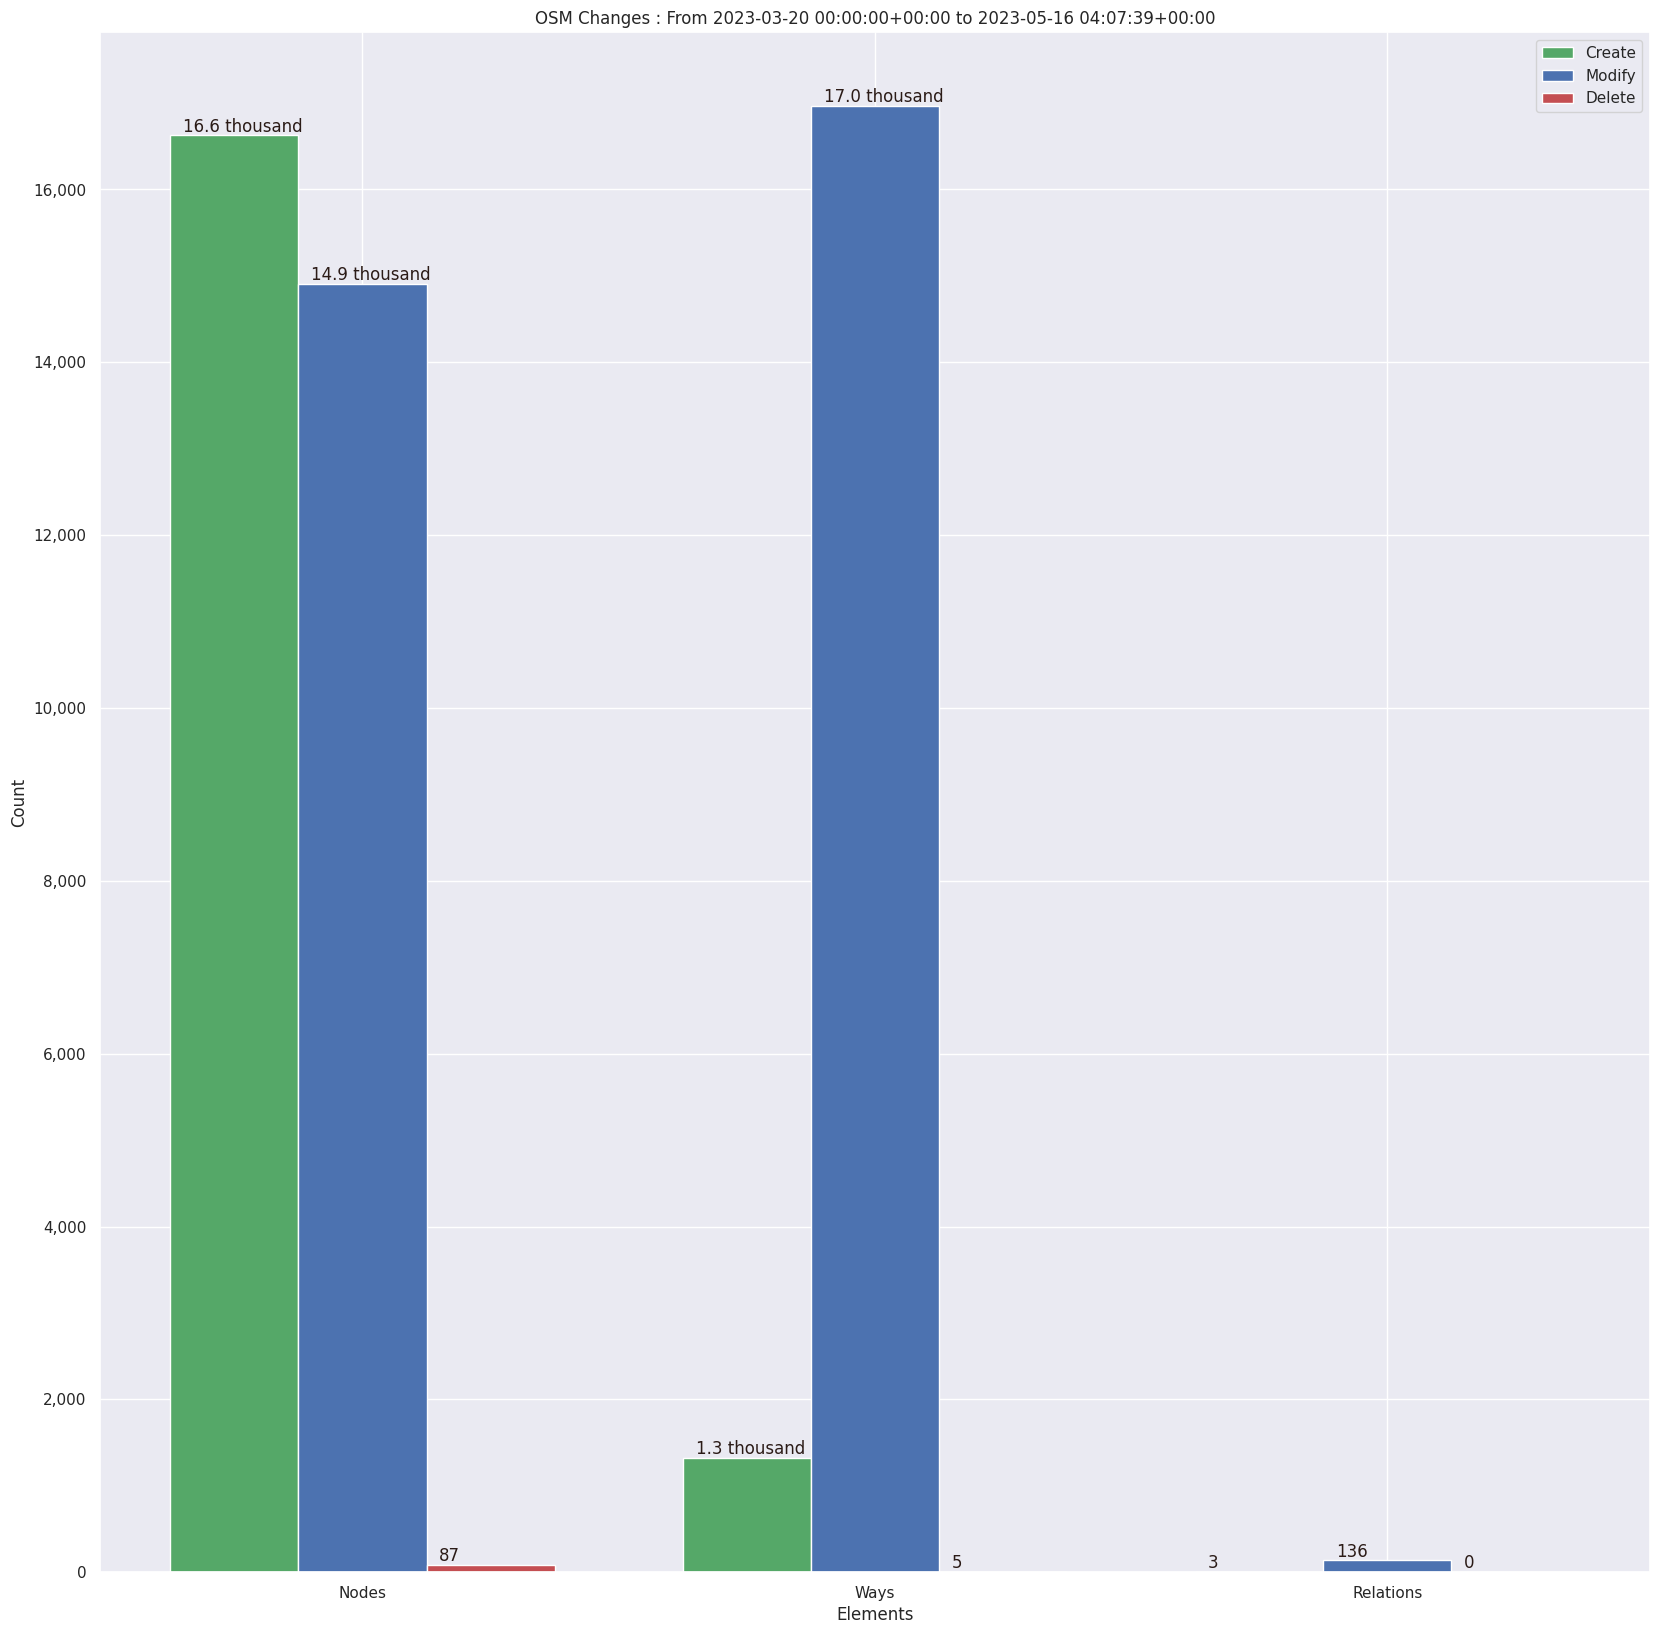 OSM Changes : From 2023-03-20 00:00:00+00:00 to 2023-05-16 04:07:39+00:00
Create
Modify
Delete
17.0 thousand
16.6 thousand
14.9 thousand
1.3 thousand
87
5
3
136
0
16,000
14,000
12,000
10,000
8,000
6,000
4,000
2,000
0
Count
Nodes
Ways
Relations
Elements